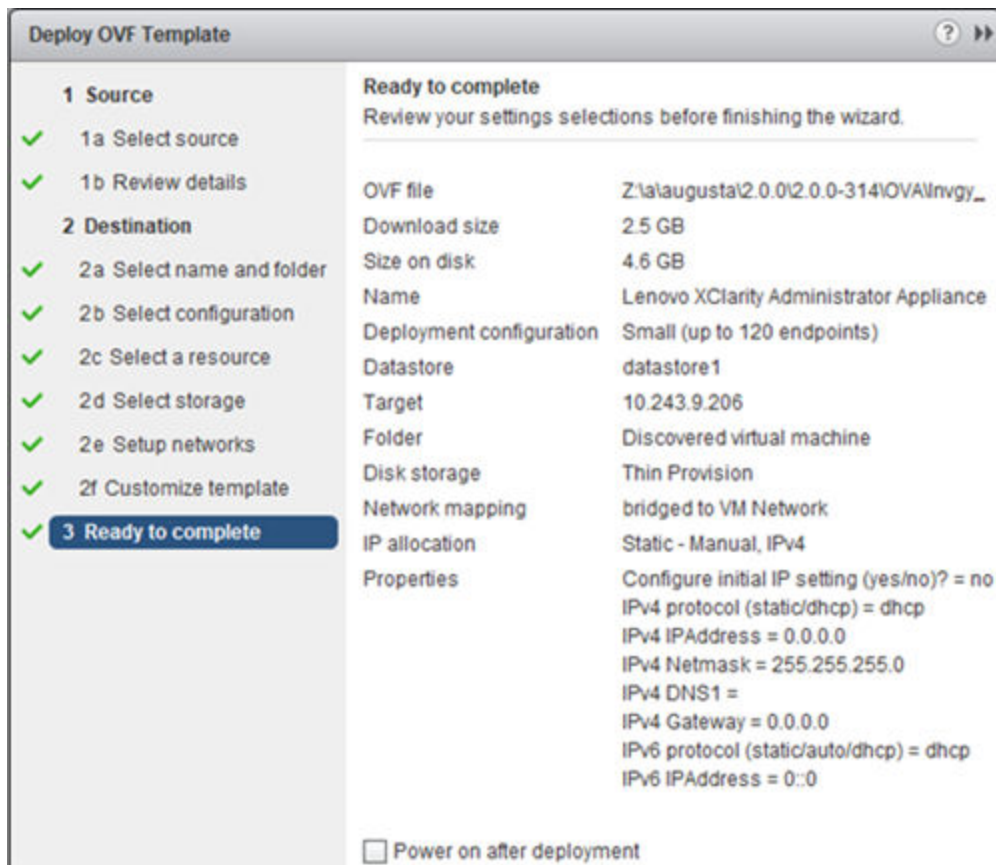 Deploy OVF Template
1 Source
1a Select source
1b Review details
2 Destination
2a Select name and folder
2b Select configuration
2c Select a resource
2d Select storage
2e Setup networks
2f Customize template
3 Ready to complete
Ready to complete
Review your settings selections before finishing the wizard.
OVF file Z:\a\augusta\2.0.0\2.0.0-314\OVA\lnvgy_
Download size 2.5 GB
Size on disk 4.6 GB
Name Lenovo XClarity Administrator Appliance
Deployment configuration Small (up to 120 endpoints)
Datastore datastore1
Target 10.243.9.206
Folder Discovered virtual machine
Disk storage Thin Provision
Network mapping bridged to VM Network
IP allocation Static - Manual, IPv4
Properties Configure initial IP setting (yes/no)? = no
IPv4 protocol (static/dhcp) = dhcp
IPv4 IPAddress = 0.0.0.0
IPv4 Netmask = 255.255.255.0
IPv4 DNS1 =
IPv4 Gateway = 0.0.0.0
IPv6 protocol (static/auto/dhcp) = dhcp
IPv6 IPAddress = 0::0
Power on after deployment